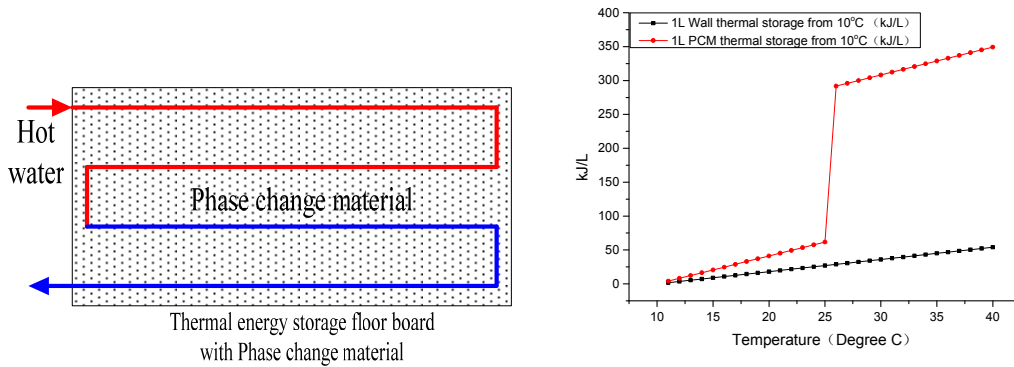 Hot
water
Phase change material
Thermal energy storage floor board
with Phase change material
400
350
300
250
200
150
100
50
0
kJ/L
1L Wall thermal storage from 10°C (kJ/L)
1L PCM thermal storage from 10°C (kJ/L)
10 15 20 25 30 35 40
Temperature (Degree C)